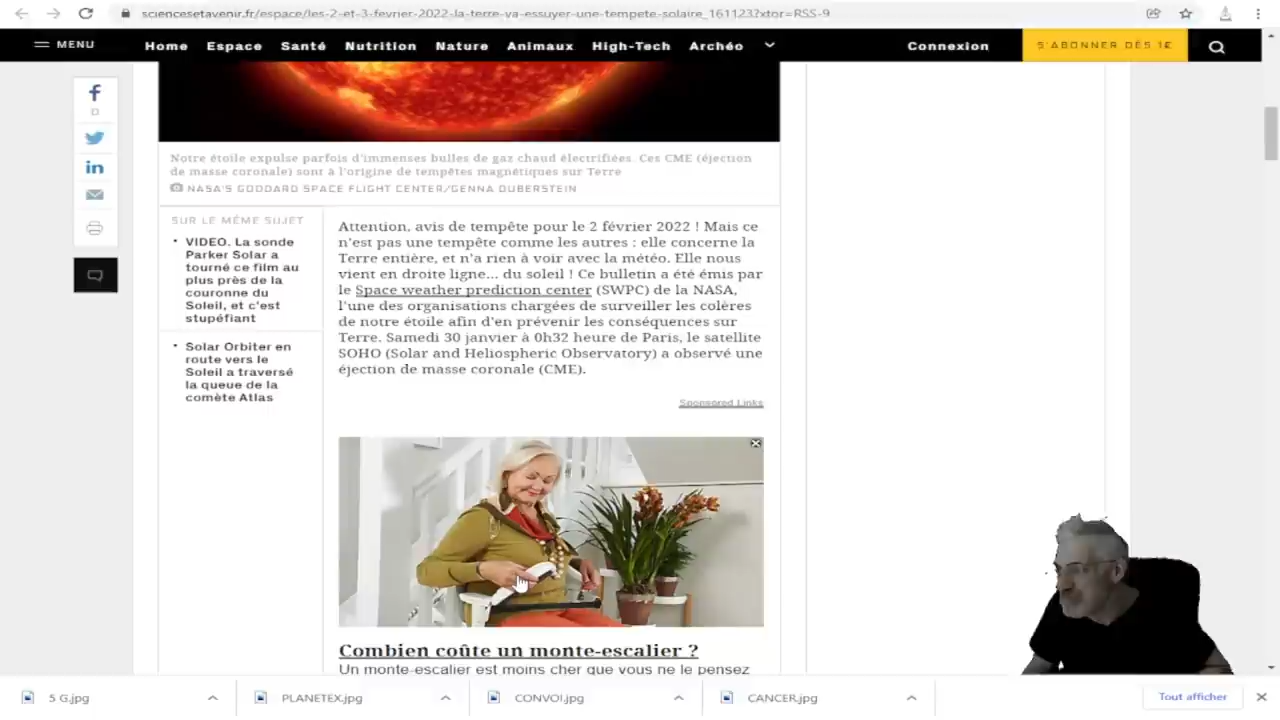 sciencesetavenir.fr/espace/les-2-et-3-fevrier-2022-la-terre-va-essuyer-une-tempete-solaire_161123?xtor=RSS-9
MENU Home Espace Santé Nutrition Nature Animaux High-Tech Archéo Connexion S'ABONNER DÈS 1€
Notre étoile expulse parfois d'immenses bulles de gaz chaud électrifiées. Ces CME (éjection
de masse coronale) sont à l'origine de tempêtes magnétiques sur Terre
NASA'S GODDARD SPACE FLIGHT CENTER/GENNA DUBERSTEIN
SUR LE MÊME SUJET
VIDEO. La sonde
Parker Solar a
tourné ce film au
plus près de la
couronne du
Soleil, et c'est
stupéfiant
Solar Orbiter en
route vers le
Soleil a traversé
la queue de la
comète Atlas
Attention, avis de tempête pour le 2 février 2022 ! Mais ce
n'est pas une tempête comme les autres : elle concerne la
Terre entière, et n'a rien à voir avec la météo. Elle nous
vient en droite ligne... du soleil ! Ce bulletin a été émis par
le Space weather prediction center (SWPC) de la NASA,
l'une des organisations chargées de surveiller les colères
de notre étoile afin d'en prévenir les conséquences sur
Terre. Samedi 30 janvier à 0h32 heure de Paris, le satellite
SOHO (Solar and Heliospheric Observatory) a observé une
éjection de masse coronale (CME).
Sponsored Links
Combien coûte un monte-escalier ?
Un monte-escalier est moins cher que vous ne le pensez
5 G.jpg PLANETEX.jpg CONVOI.jpg CANCER.jpg Tout afficher